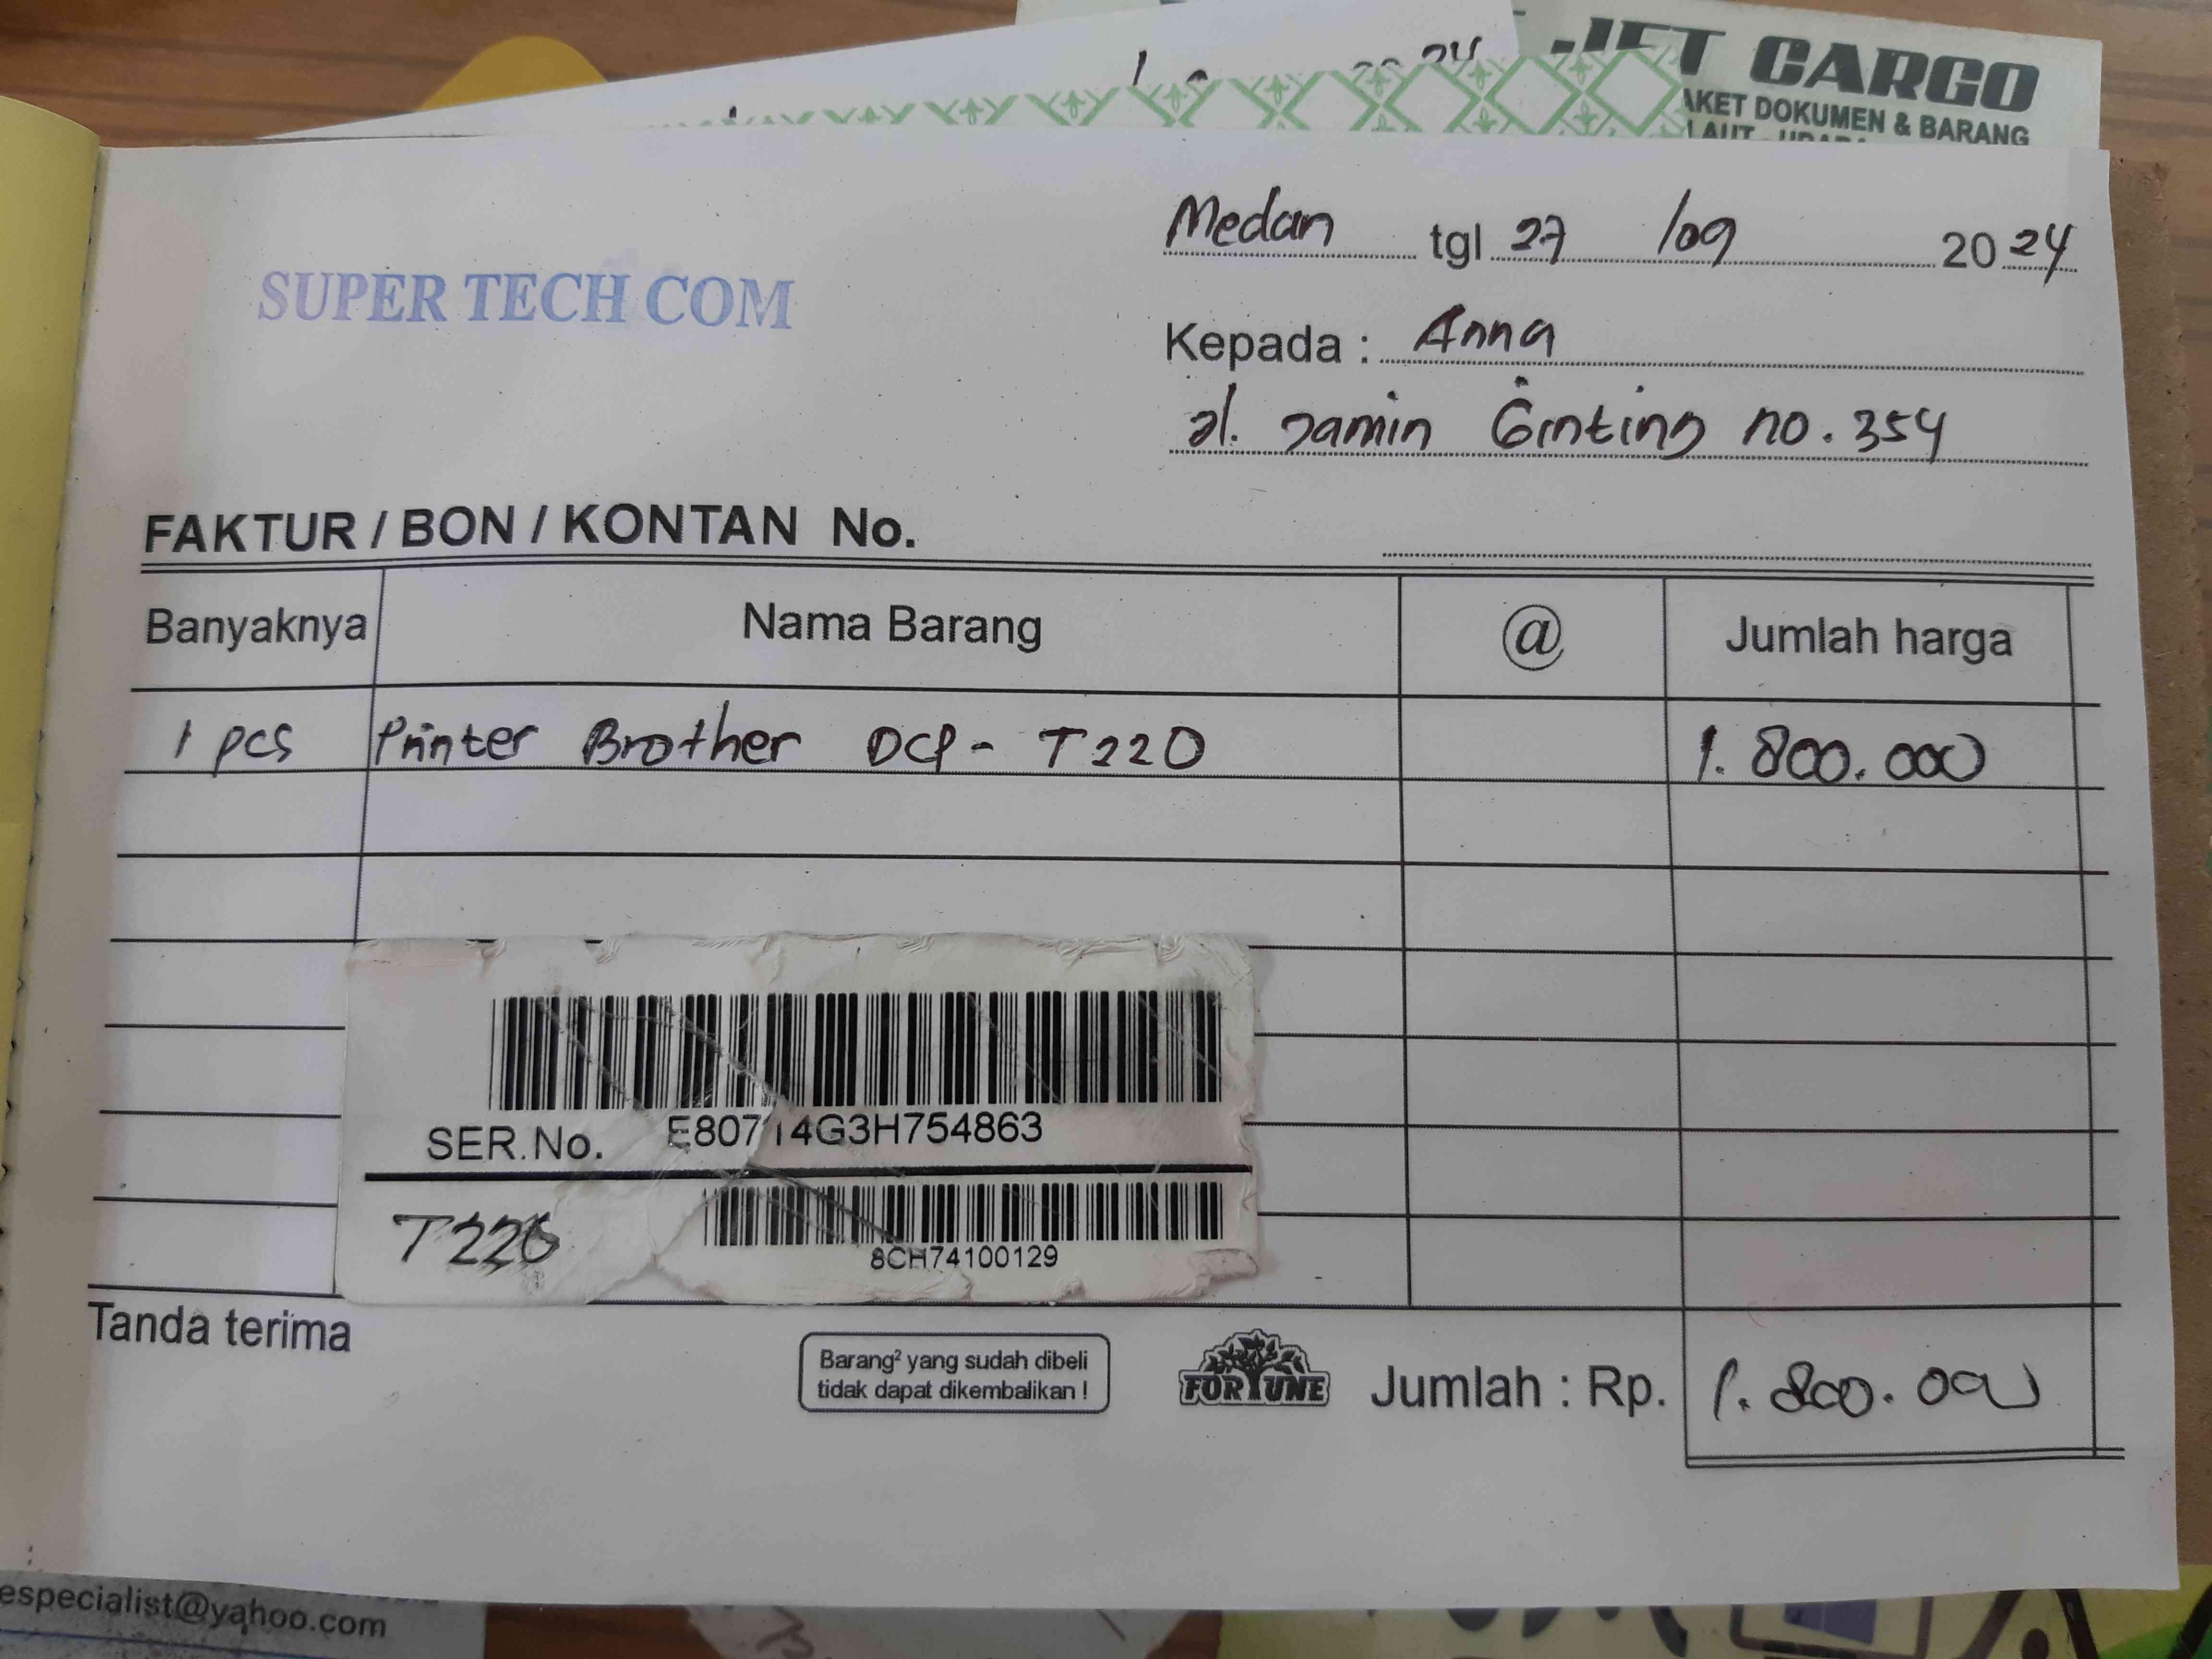 JET CARGO
AKET DOKUMEN & BARANG
LAUT - UDARA
Medan tgl 27 /09 2024
SUPER TECH COM
Kepada : Anna
Jl. Jamin Ginting no. 354
FAKTUR / BON / KONTAN No.
Banyaknya Nama Barang @ Jumlah harga
1 pcs Printer Brother DCP - T220 1.800.000
SER.No. E80714G3H754863
T220
8CH74100129
Tanda terima
Barang² yang sudah dibeli
tidak dapat dikembalikan !
FORTUNE
Jumlah : Rp. 1.800.000
especialist@yahoo.com